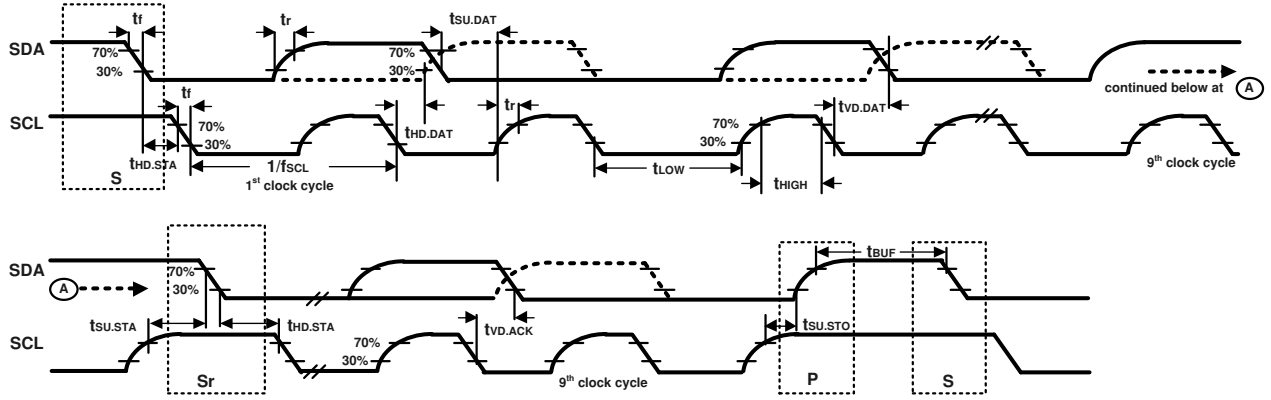 tf
tr
tSU.DAT
SDA
70%
30%
70%
30%
continued below at A
tf
tHD.DAT
tr
tVD.DAT
SCL
70%
30%
70%
30%
tHD.STA
1/fSCL
tLOW
tHIGH
S
1st clock cycle
9th clock cycle
SDA
70%
30%
A
tBUF
tSU.STA
tHD.STA
tVD.ACK
tSU.STO
SCL
70%
30%
Sr
9th clock cycle
P
S